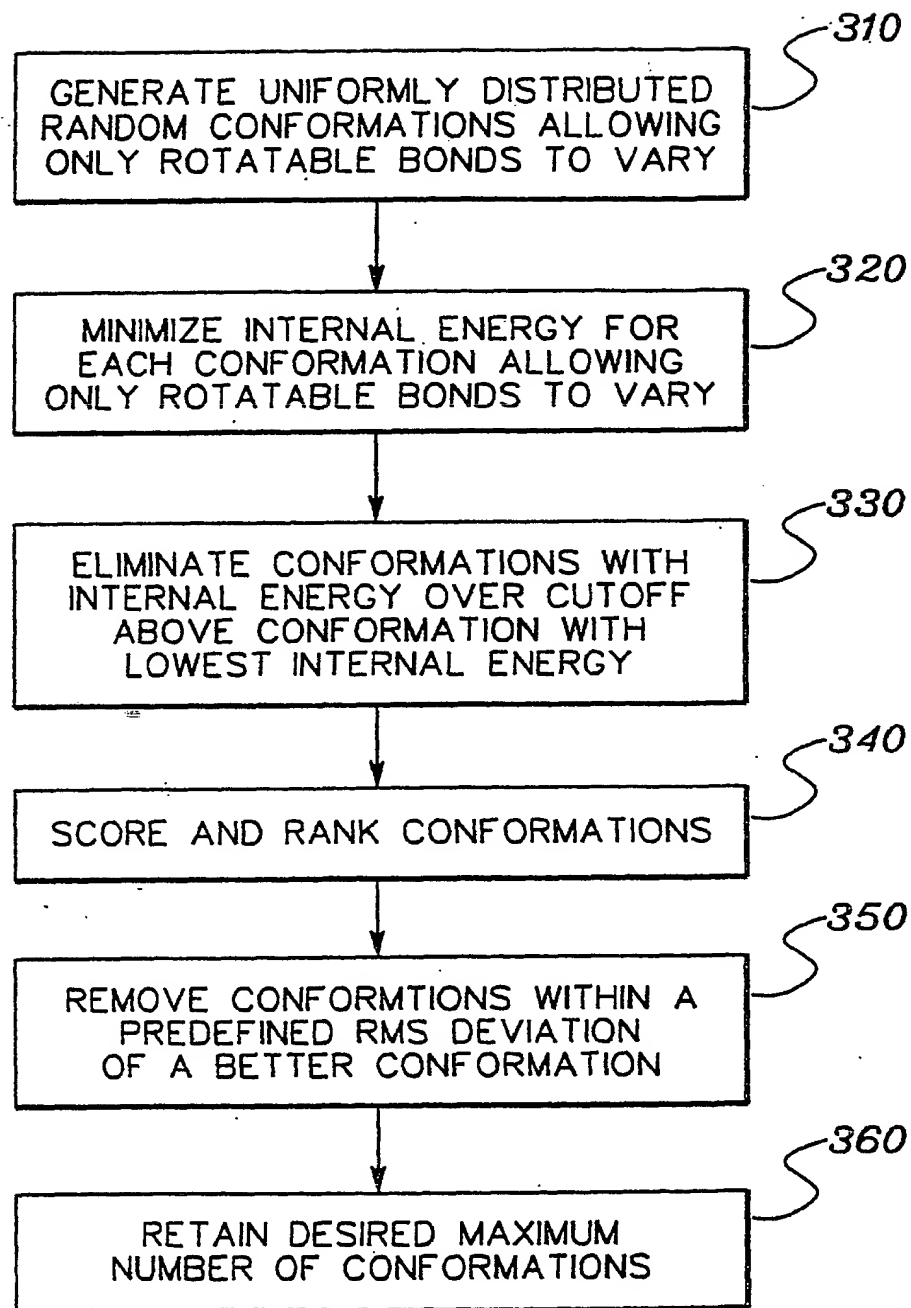 310
GENERATE UNIFORMLY DISTRIBUTED
RANDOM CONFORMATIONS ALLOWING
ONLY ROTATABLE BONDS TO VARY
320
MINIMIZE INTERNAL ENERGY FOR
EACH CONFORMATION ALLOWING
ONLY ROTATABLE BONDS TO VARY
330
ELIMINATE CONFORMATIONS WITH
INTERNAL ENERGY OVER CUTOFF
ABOVE CONFORMATION WITH
LOWEST INTERNAL ENERGY
340
SCORE AND RANK CONFORMATIONS
350
REMOVE CONFORMTIONS WITHIN A
PREDEFINED RMS DEVIATION
OF A BETTER CONFORMATION
360
RETAIN DESIRED MAXIMUM
NUMBER OF CONFORMATIONS